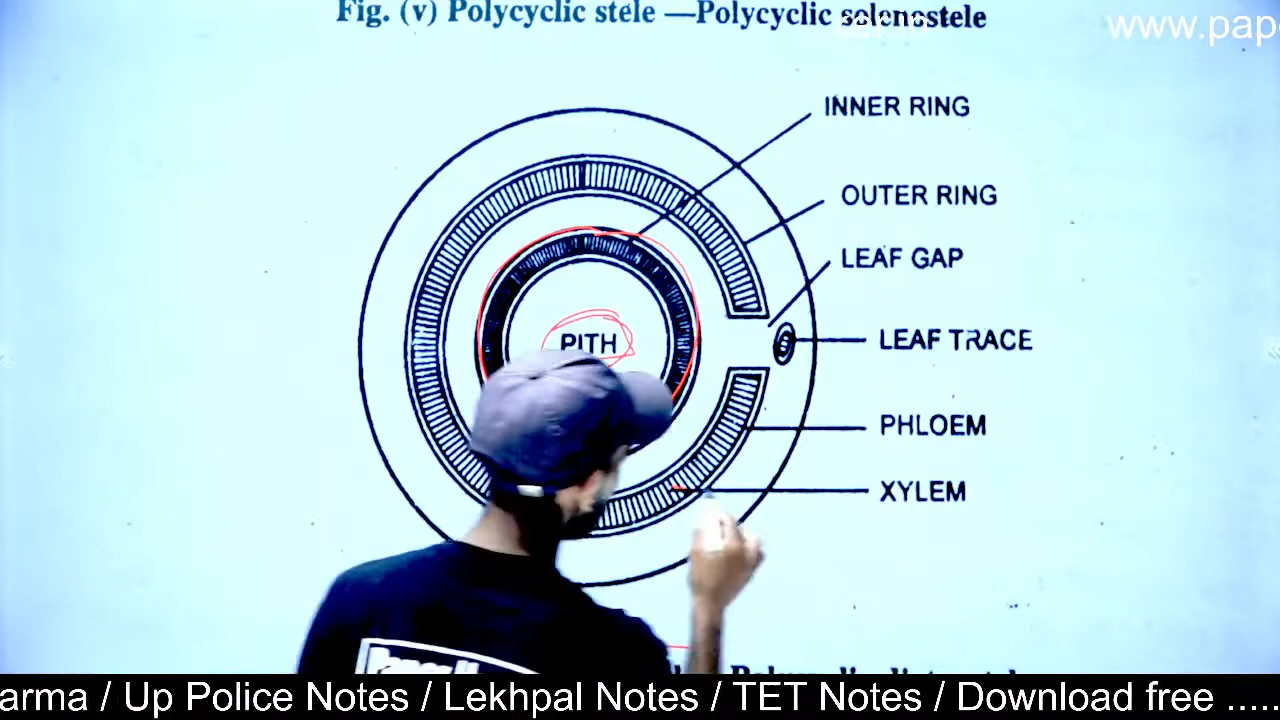 Fig. (v) Polycyclic stele —Polycyclic solenostele
www.pap
INNER RING
OUTER RING
LEAF GAP
LEAF TRACE
PITH
PHLOEM
XYLEM
arma / Up Police Notes / Lekhpal Notes / TET Notes / Download free .....